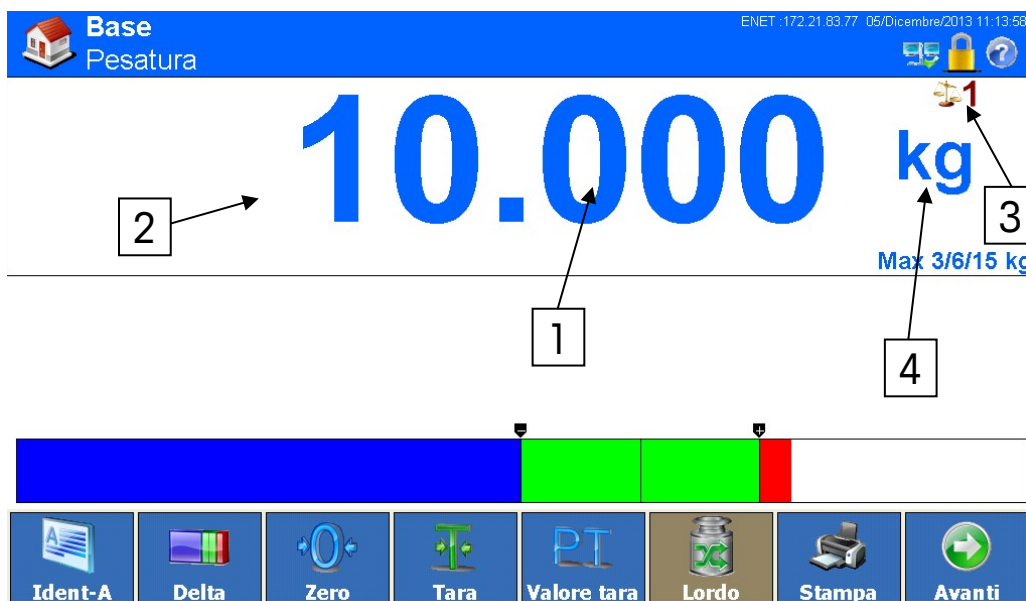 Base
Pesatura
ENET :172.21.83.77 05/Dicembre/2013 11:13:58
1
10.000 kg
2
3
Max 3/6/15 kg
1
4
- +
Ident-A Delta Zero Tara Valore tara Lordo Stampa Avanti